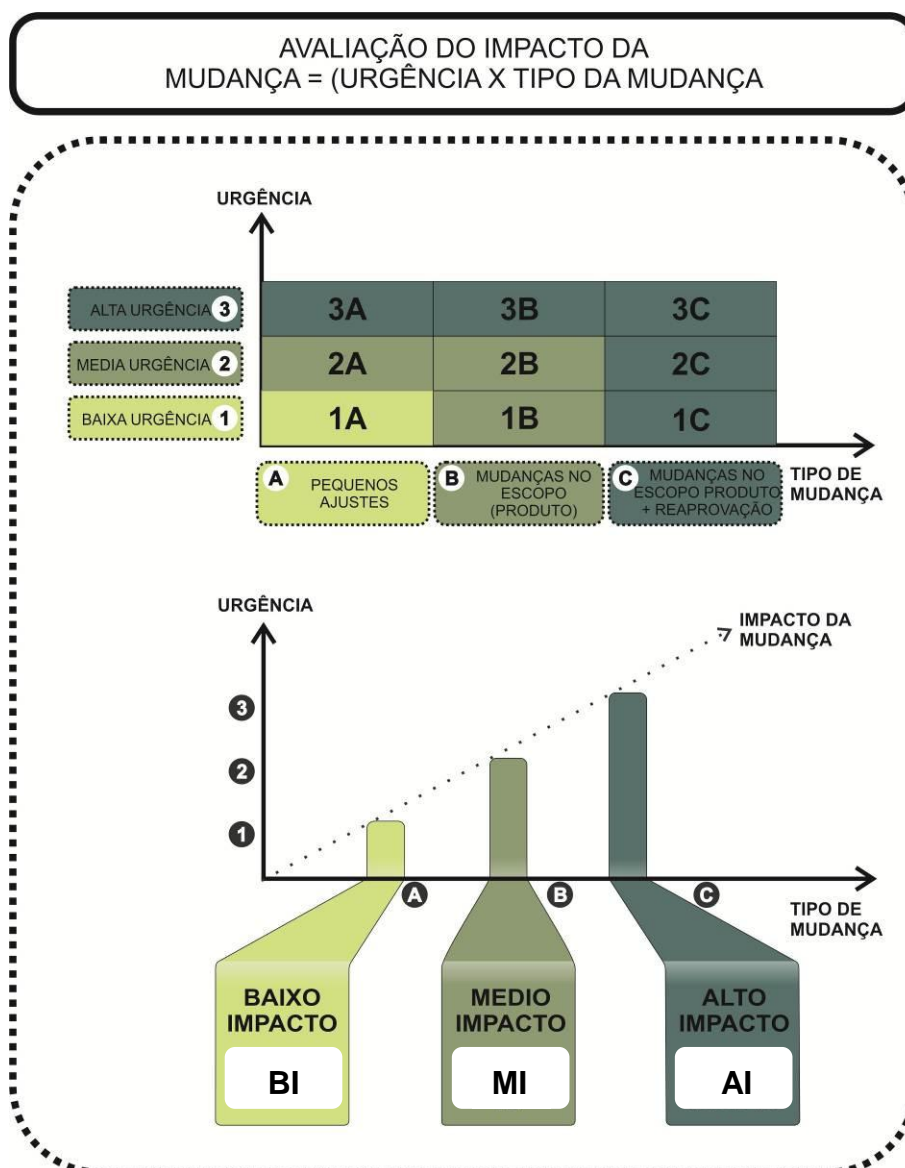 AVALIAÇÃO DO IMPACTO DA
MUDANÇA = (URGÊNCIA X TIPO DA MUDANÇA
URGÊNCIA
ALTA URGÊNCIA 3
3A
3B
3C
MEDIA URGÊNCIA 2
2A
2B
2C
BAIXA URGÊNCIA 1
1A
1B
1C
A
PEQUENOS
AJUSTES
B
MUDANÇAS NO
ESCOPO
(PRODUTO)
C
MUDANÇAS NO
ESCOPO PRODUTO
+ REAPROVAÇÃO
TIPO DE
MUDANÇA
URGÊNCIA
IMPACTO DA
MUDANÇA
3
2
1
A
B
C
TIPO DE
MUDANÇA
BAIXO
IMPACTO
BI
MEDIO
IMPACTO
MI
ALTO
IMPACTO
AI